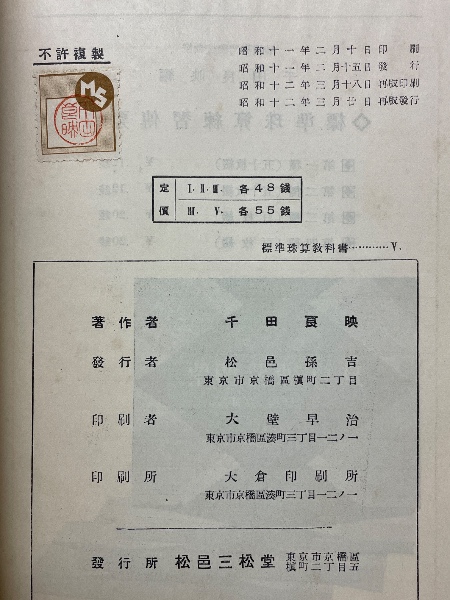 不許複製
昭和十一年二月十日印刷
昭和十一年二月十五日發行
昭和十二年三月十八日再版印刷
昭和十二年三月廿日再版發行
MS
定價
I. II. III. 各48錢
V. 各55錢
標準珠算教科書…………V.
著作者 千田良映
發行者 松邑孫吉
東京市京橋區槇町二丁目
印刷者 大壁早治
東京市京橋區湊町三丁目一二ノ一
印刷所 大倉印刷所
東京市京橋區湊町三丁目一二ノ一
發行所 松邑三松堂 東京市京橋區槇町二丁目五